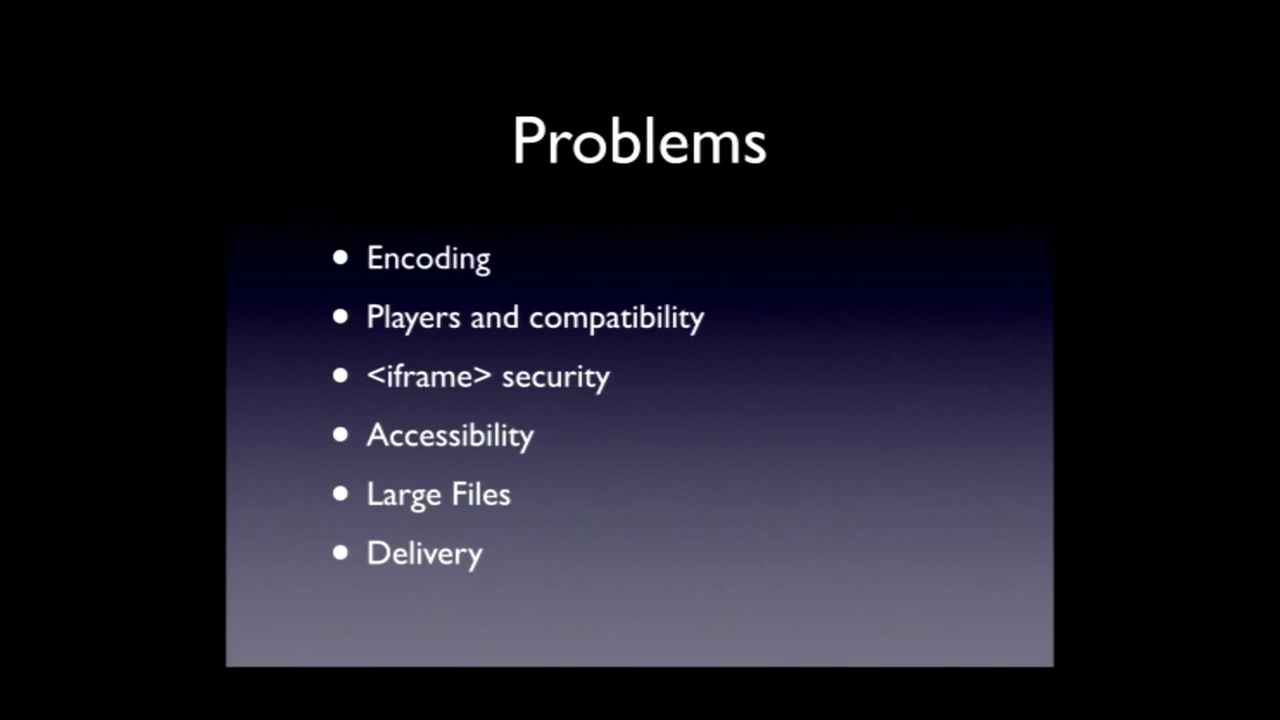 Problems
• Encoding
• Players and compatibility
• <iframe> security
• Accessibility
• Large Files
• Delivery